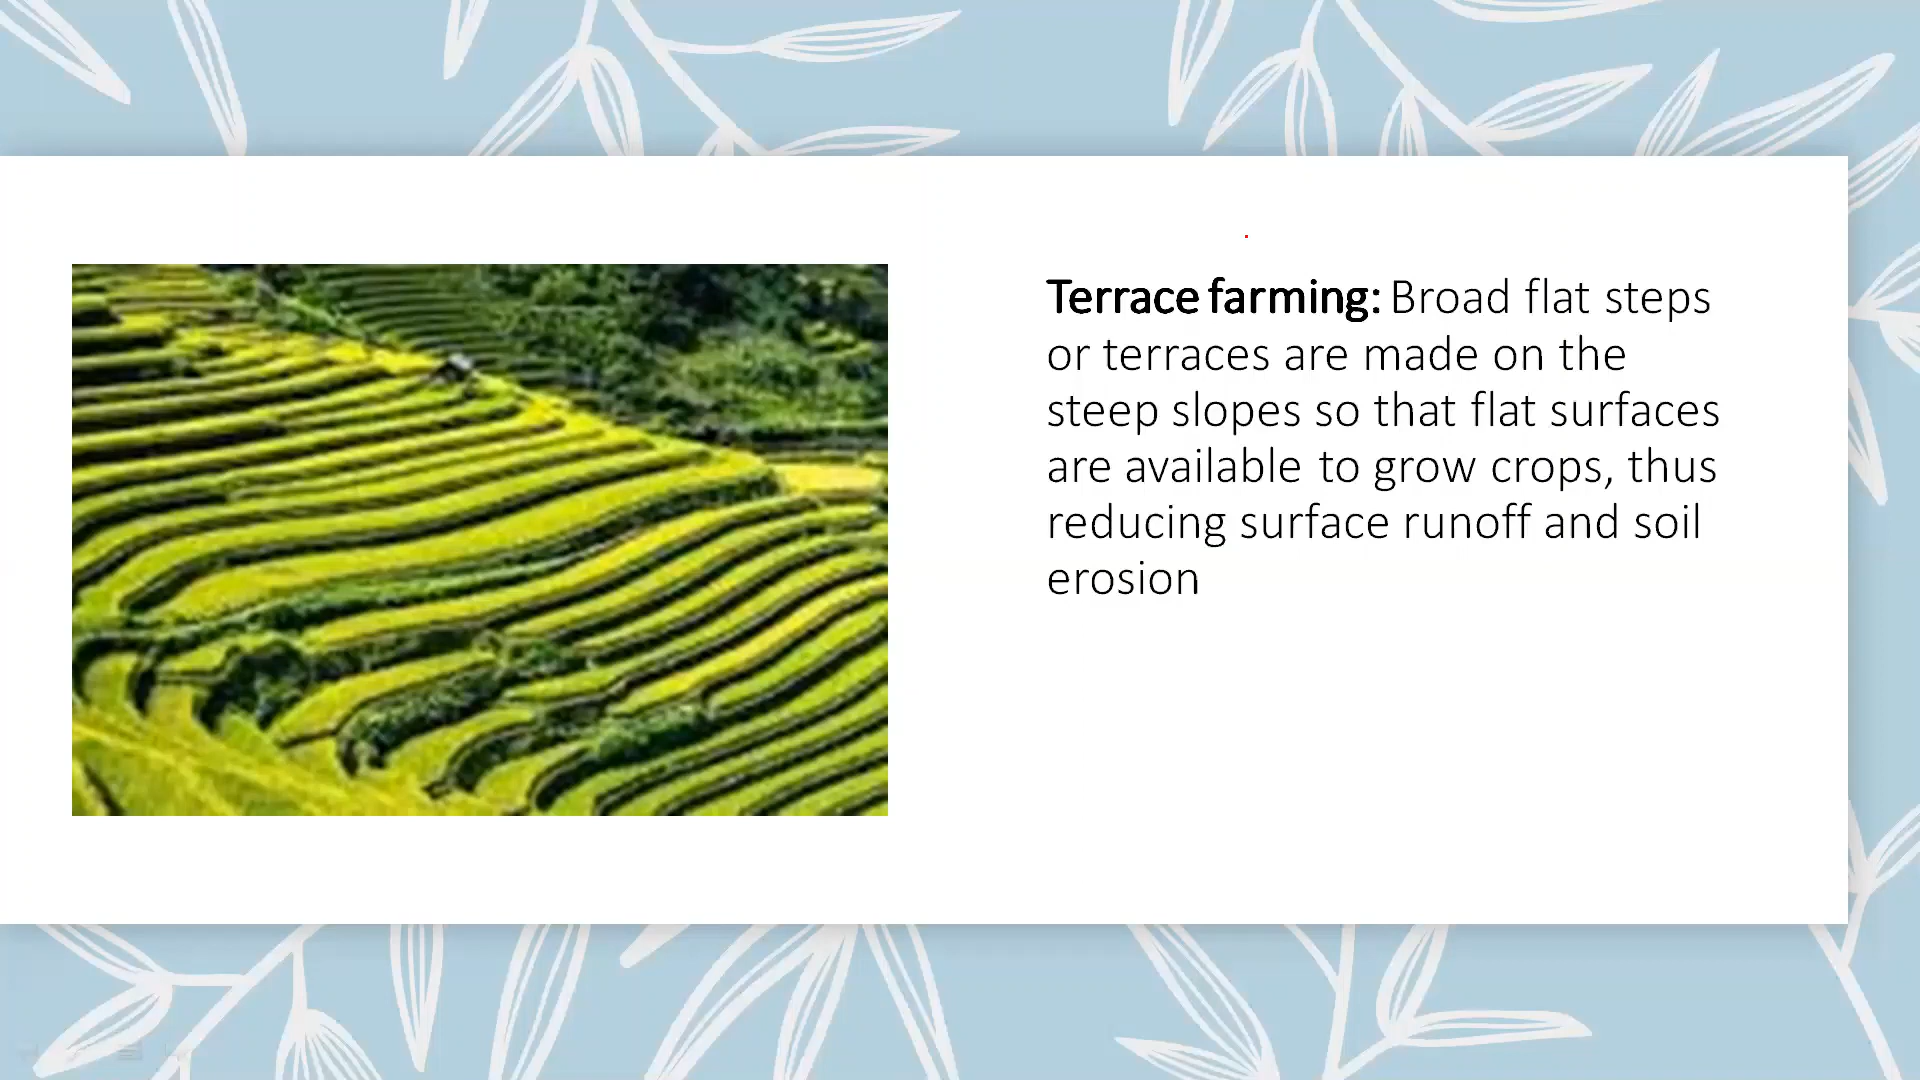 Terrace farming: Broad flat steps
or terraces are made on the
steep slopes so that flat surfaces
are available to grow crops, thus
reducing surface runoff and soil
erosion